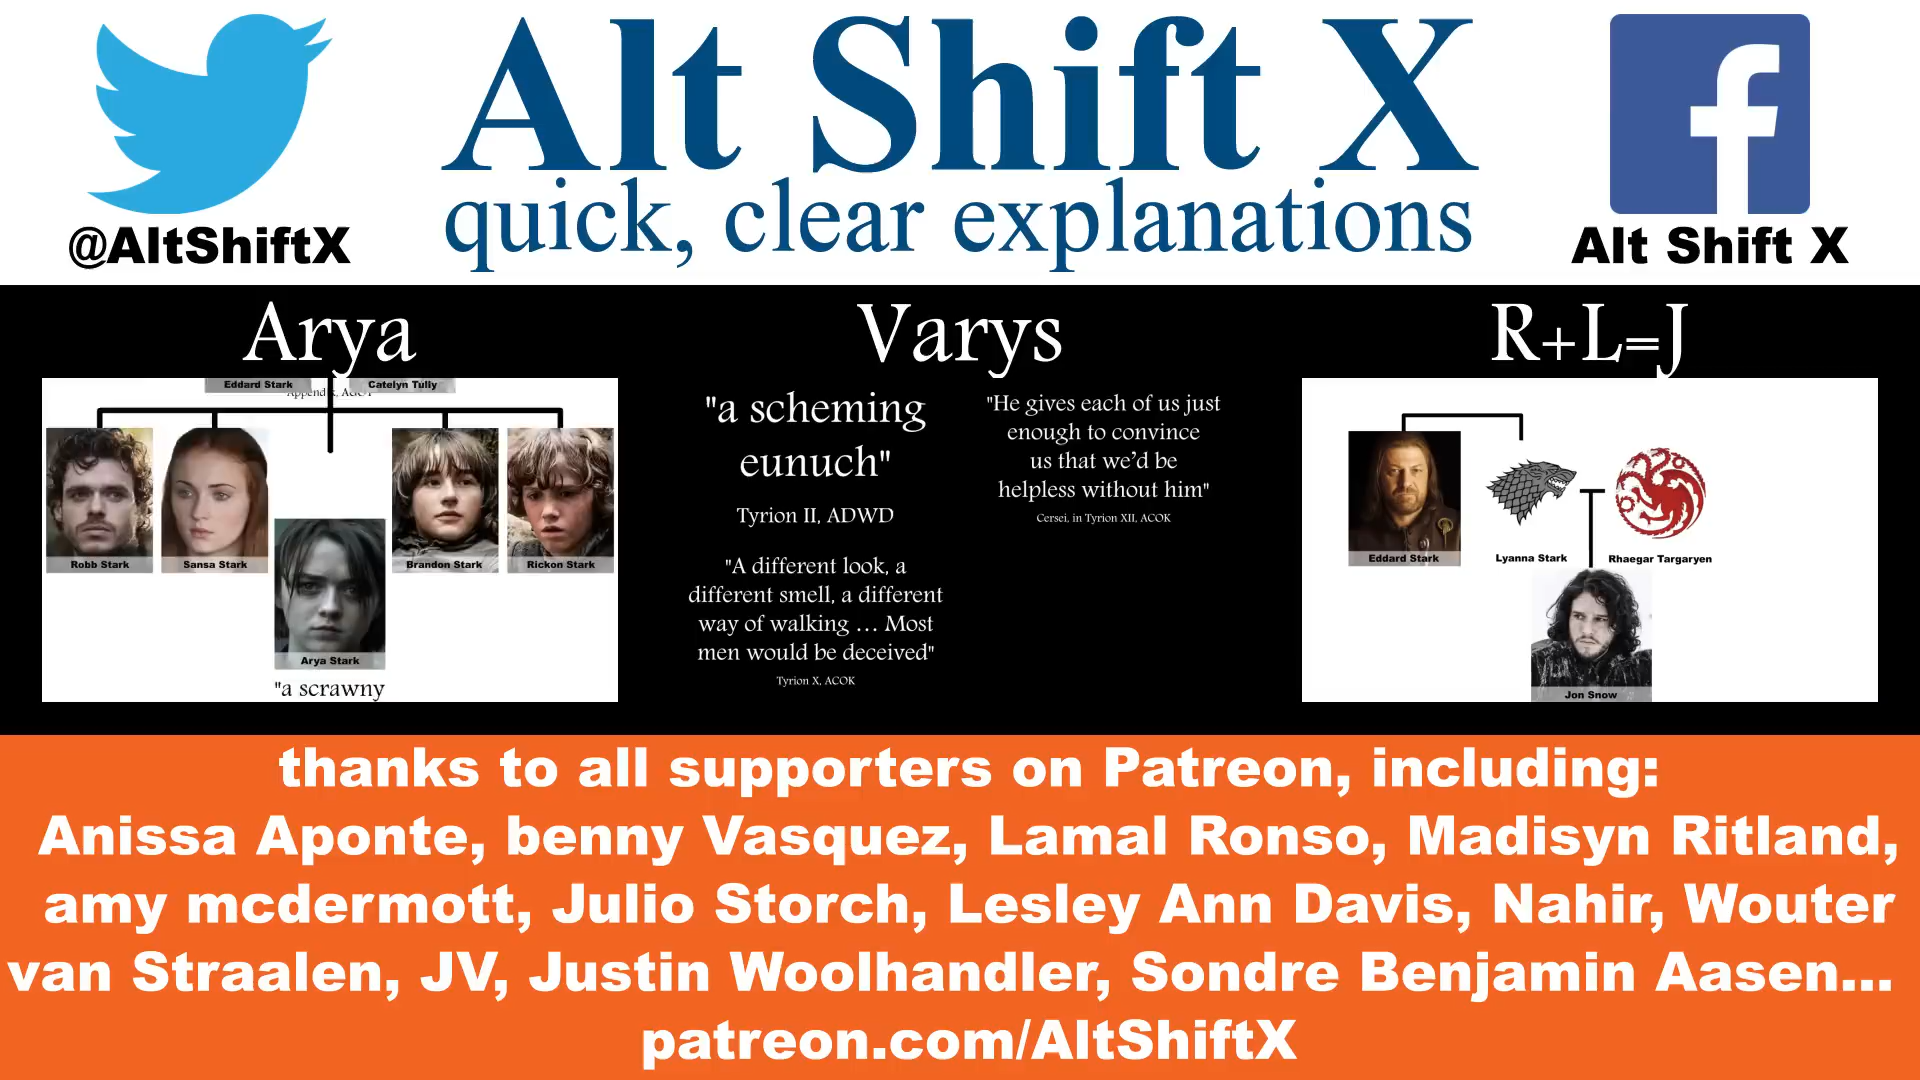 Alt Shift X
quick, clear explanations
@AltShiftX
Alt Shift X
Arya
Eddard Stark
Catelyn Tully
Robb Stark
Sansa Stark
Brandon Stark
Rickon Stark
Arya Stark
"a scrawny
Varys
"a scheming
eunuch"
Tyrion II, ADWD
"A different look, a
different smell, a different
way of walking … Most
men would be deceived"
Tyrion X, ACOK
"He gives each of us just
enough to convince
us that we’d be
helpless without him"
Cersei, in Tyrion XII, ACOK
R+L=J
Eddard Stark
Lyanna Stark
Rhaegar Targaryen
Jon Snow
thanks to all supporters on Patreon, including:
Anissa Aponte, benny Vasquez, Lamal Ronso, Madisyn Ritland,
amy mcdermott, Julio Storch, Lesley Ann Davis, Nahir, Wouter
van Straalen, JV, Justin Woolhandler, Sondre Benjamin Aasen...
patreon.com/AltShiftX